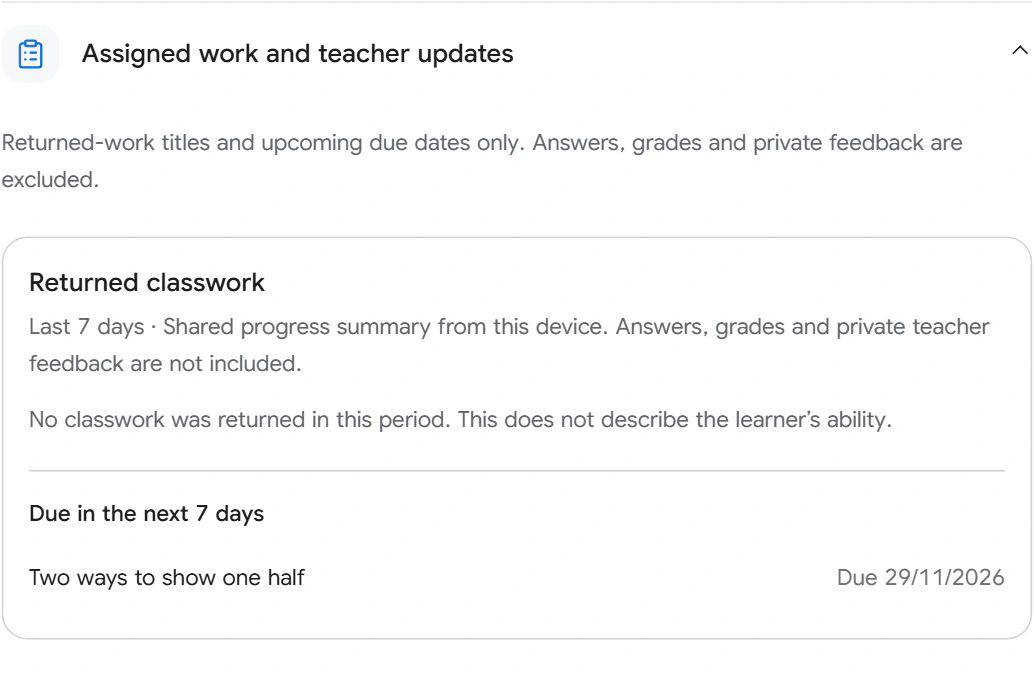 Assigned work and teacher updates
Returned-work titles and upcoming due dates only. Answers, grades and private feedback are
excluded.
Returned classwork
Last 7 days · Shared progress summary from this device. Answers, grades and private teacher
feedback are not included.
No classwork was returned in this period. This does not describe the learner’s ability.
Due in the next 7 days
Two ways to show one half
Due 29/11/2026